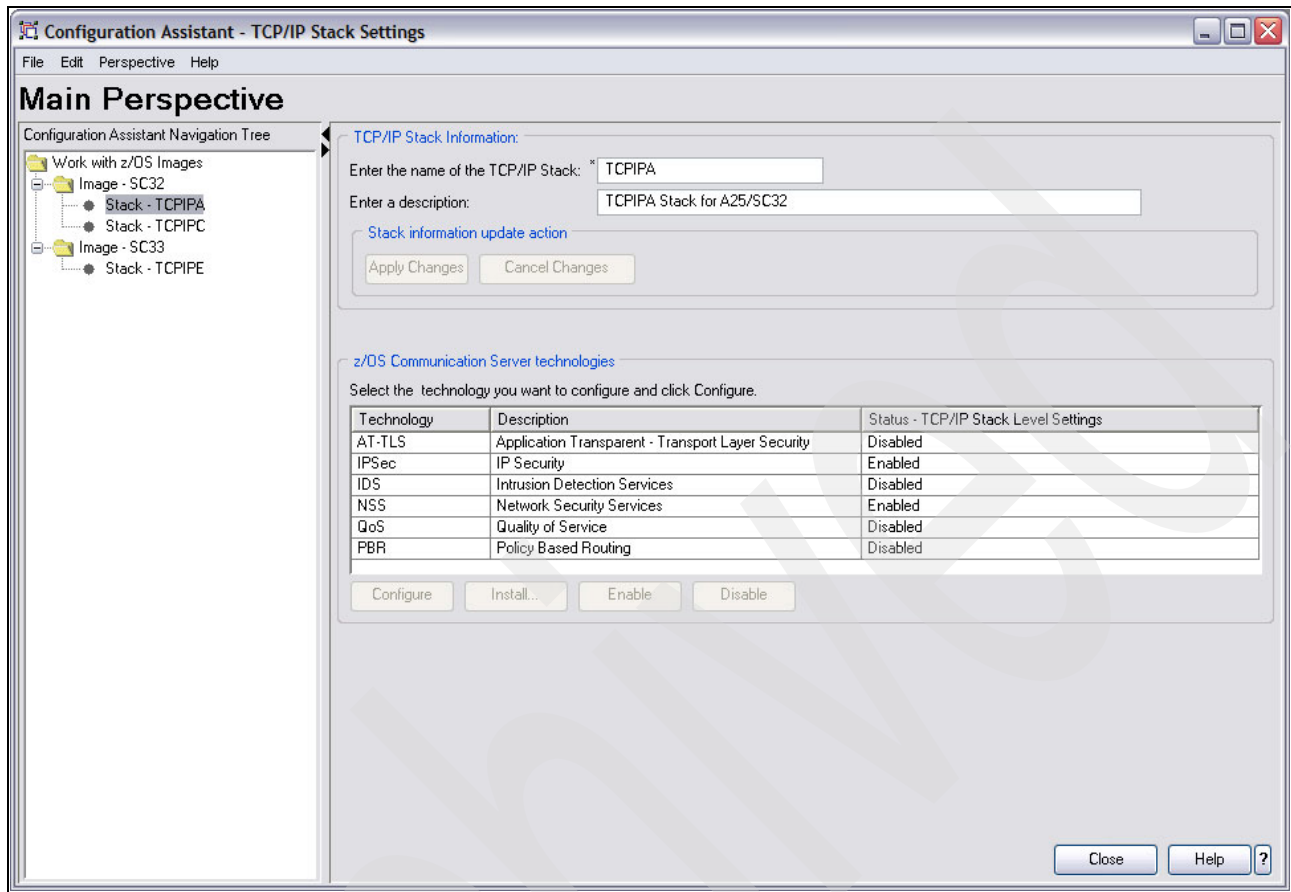 Configuration Assistant - TCP/IP Stack Settings
File Edit Perspective Help
Main Perspective
Configuration Assistant Navigation Tree
Work with z/OS Images
Image - SC32
Stack - TCPIPA
Stack - TCPIPC
Image - SC33
Stack - TCPIPE
TCP/IP Stack Information:
Enter the name of the TCP/IP Stack: * TCPIPA
Enter a description: TCPIPA Stack for A25/SC32
Stack information update action
Apply Changes Cancel Changes
z/OS Communication Server technologies
Select the technology you want to configure and click Configure.
Technology Description Status - TCP/IP Stack Level Settings
AT-TLS Application Transparent - Transport Layer Security Disabled
IPSec IP Security Enabled
IDS Intrusion Detection Services Disabled
NSS Network Security Services Enabled
QoS Quality of Service Disabled
PBR Policy Based Routing Disabled
Configure Install... Enable Disable
Close Help ?